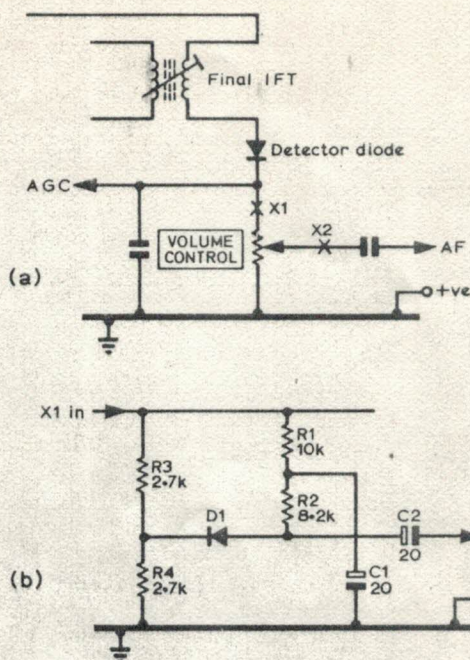 Final IFT
Detector diode
AGC
X1
X2
VOLUME
CONTROL
AF
(a)
+ve
X1 in
R1
10k
R3
2·7k
R2
8·2k
D1
C2
20
R4
2·7k
C1
20
(b)